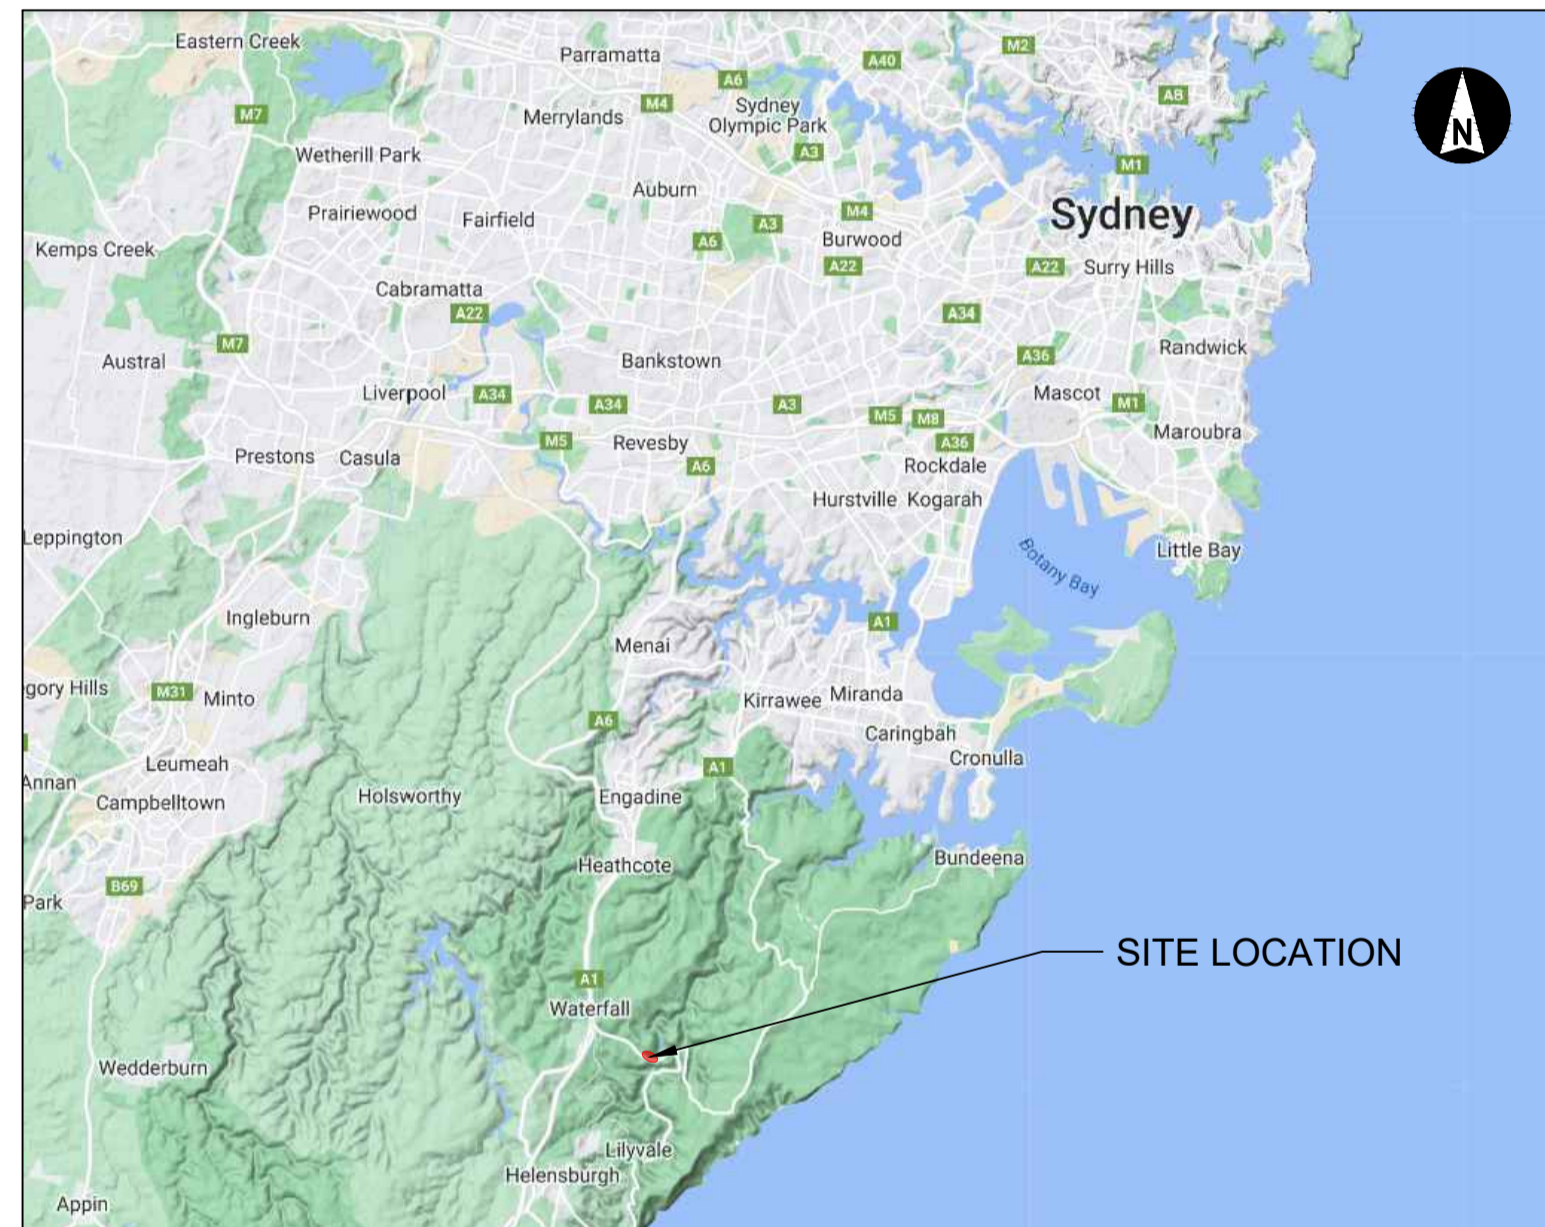 Eastern Creek
Parramatta
A40
M2
M7
Merrylands
M4
A6
Sydney
Olympic Park
A8
Wetherill Park
A3
M1
N
Auburn
Prairiewood
Fairfield
A3
M4
Sydney
Kemps Creek
A6
Burwood
A22
A22
Surry Hills
Cabramatta
A22
A34
M7
Austral
Bankstown
A36
Randwick
Liverpool
A34
A34
A3
M5
M8
Mascot
M1
Prestons
Casula
M5
Revesby
A6
A36
Rockdale
Maroubra
Hurstville
Kogarah
Leppington
Botany Bay
Little Bay
Ingleburn
Menai
A1
gory Hills
M31
Minto
A6
Kirrawee
Miranda
Caringbah
Cronulla
Leumeah
A1
Annan
Campbelltown
Holsworthy
Engadine
Heathcote
Bundeena
B69
Park
SITE LOCATION
A1
Waterfall
Wedderburn
Lilyvale
Helensburgh
Appin